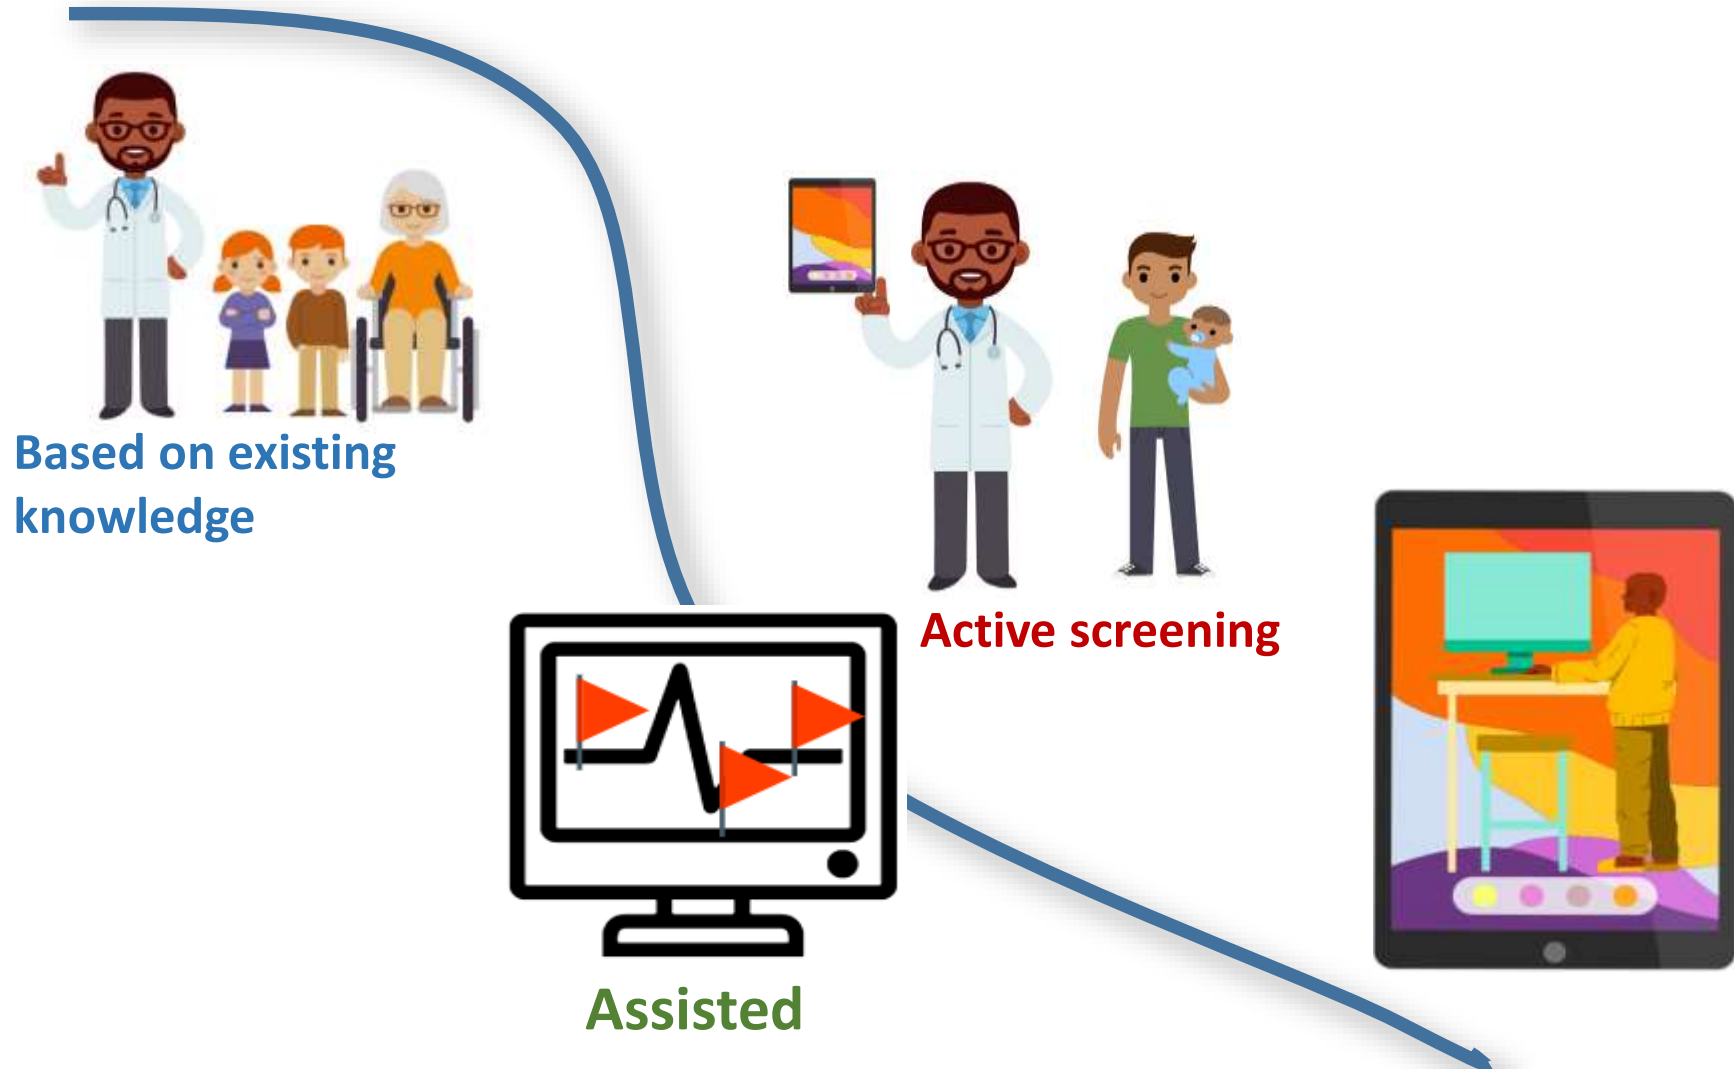 Based on existing
knowledge
Active screening
Assisted